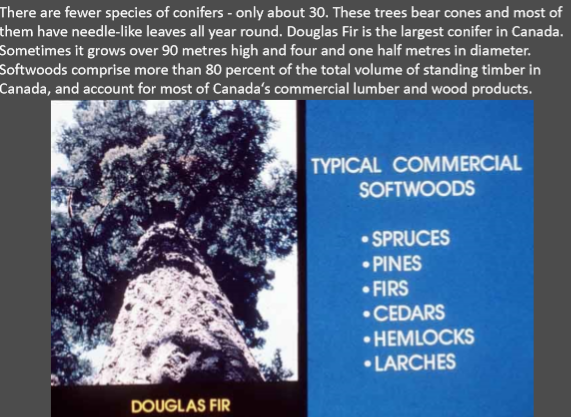 There are fewer species of conifers - only about 30. These trees bear cones and most of
them have needle-like leaves all year round. Douglas Fir is the largest conifer in Canada.
Sometimes it grows over 90 metres high and four and one half metres in diameter.
Softwoods comprise more than 80 percent of the total volume of standing timber in
Canada, and account for most of Canada's commercial lumber and wood products.
TYPICAL COMMERCIAL
SOFTWOODS
• SPRUCES
• PINES
• FIRS
• CEDARS
• HEMLOCKS
• LARCHES
DOUGLAS FIR